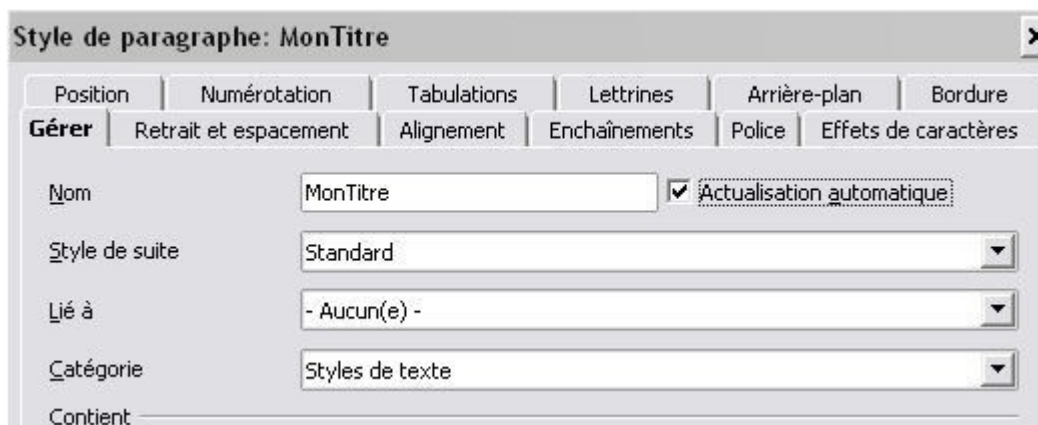 Style de paragraphe: MonTitre
Position Numérotation Tabulations Lettrines Arrière-plan Bordure
Gérer Retrait et espacement Alignement Enchaînements Police Effets de caractères
Nom MonTitre Actualisation automatique
Style de suite Standard
Lié à - Aucun(e) -
Catégorie Styles de texte
Contient